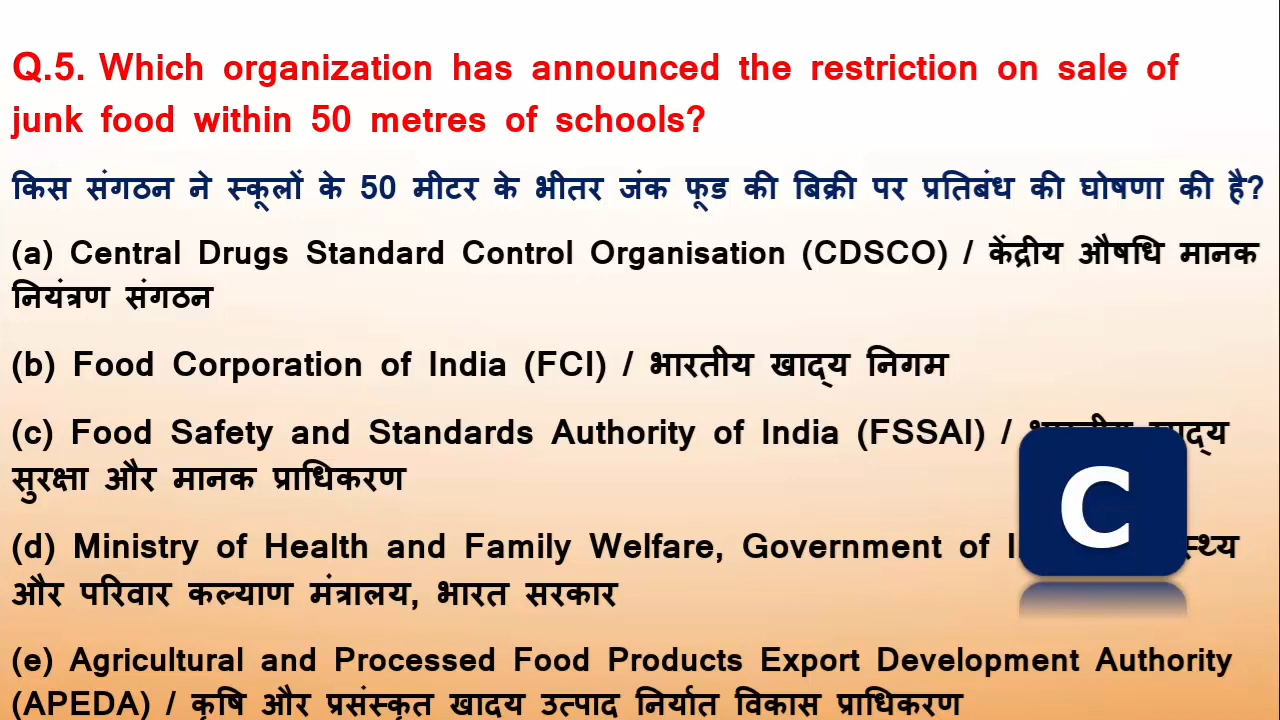 Q.5. Which organization has announced the restriction on sale of
junk food within 50 metres of schools?
किस संगठन ने स्कूलों के 50 मीटर के भीतर जंक फूड की बिक्री पर प्रतिबंध की घोषणा की है?
(a) Central Drugs Standard Control Organisation (CDSCO) / केंद्रीय औषधि मानक
नियंत्रण संगठन
(b) Food Corporation of India (FCI) / भारतीय खाद्य निगम
(c) Food Safety and Standards Authority of India (FSSAI) /
सुरक्षा और मानक प्राधिकरण
C
(d) Ministry of Health and Family Welfare, Government of
और परिवार कल्याण मंत्रालय, भारत सरकार
(e) Agricultural and Processed Food Products Export Development Authority
(APEDA) / कृषि और प्रसंस्कृत खादय उत्पाद निर्यात विकास प्राधिकरण